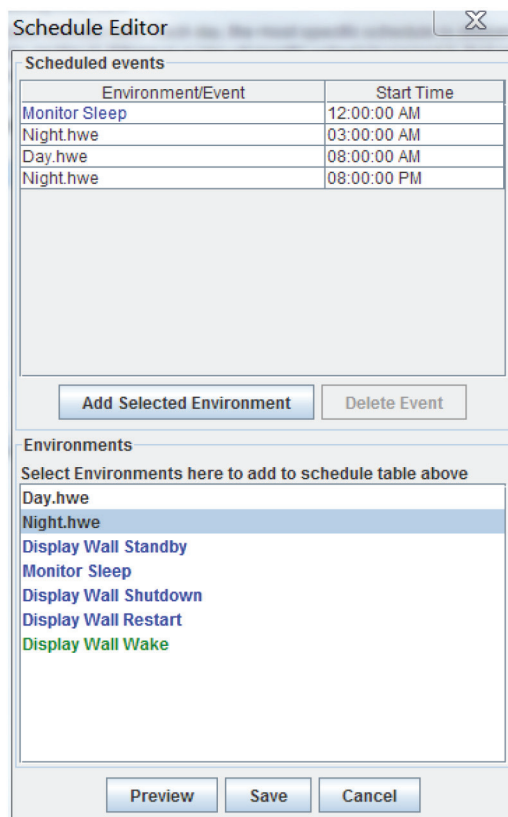 Schedule Editor
Scheduled events
Environment/Event Start Time
Monitor Sleep 12:00:00 AM
Night.hwe 03:00:00 AM
Day.hwe 08:00:00 AM
Night.hwe 08:00:00 PM
Add Selected Environment Delete Event
Environments
Select Environments here to add to schedule table above
Day.hwe
Night.hwe
Display Wall Standby
Monitor Sleep
Display Wall Shutdown
Display Wall Restart
Display Wall Wake
Preview Save Cancel